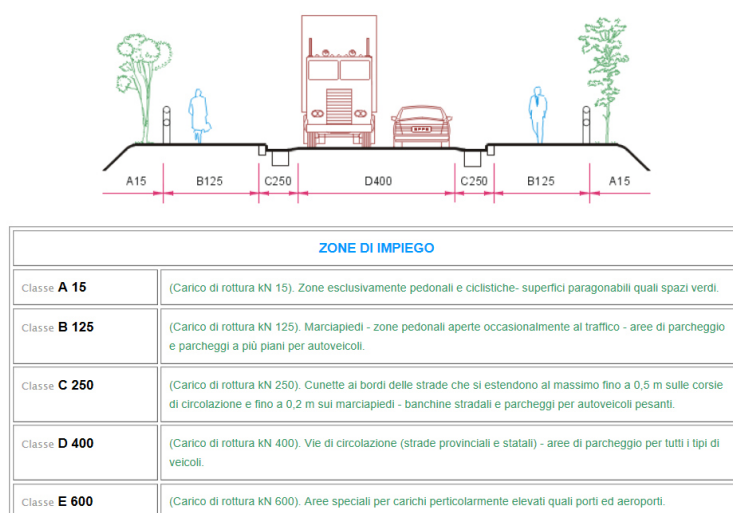 A15 B125 C250 D400 C250 B125 A15
ZONE DI IMPIEGO
Classe A 15
(Carico di rottura kN 15). Zone esclusivamente pedonali e ciclistiche- superfici paragonabili quali spazi verdi.
Classe B 125
(Carico di rottura kN 125). Marciapiedi - zone pedonali aperte occasionalmente al traffico - aree di parcheggio
e parcheggi a più piani per autoveicoli.
Classe C 250
(Carico di rottura kN 250). Cunette ai bordi delle strade che si estendono al massimo fino a 0,5 m sulle corsie
di circolazione e fino a 0,2 m sui marciapiedi - banchine stradali e parcheggi per autoveicoli pesanti.
Classe D 400
(Carico di rottura kN 400). Vie di circolazione (strade provinciali e statali) - aree di parcheggio per tutti i tipi di
veicoli.
Classe E 600
(Carico di rottura kN 600). Aree speciali per carichi perticolarmente elevati quali porti ed aeroporti.